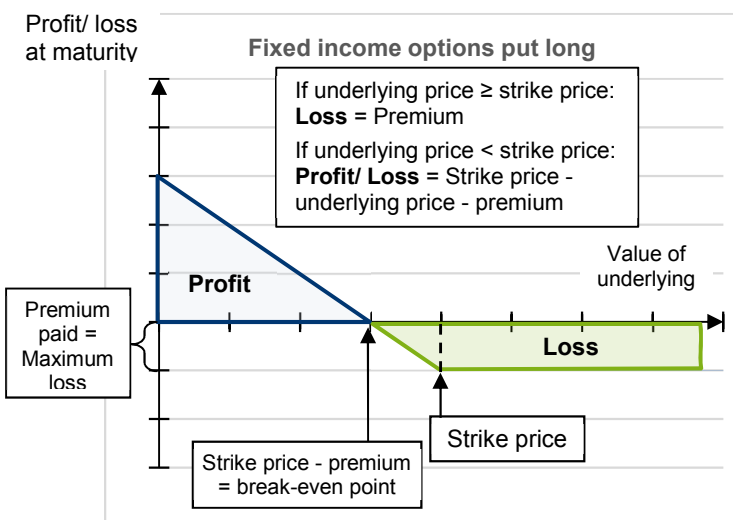 Profit/ loss
at maturity
Fixed income options put long
If underlying price ≥ strike price:
Loss = Premium
If underlying price < strike price:
Profit/ Loss = Strike price -
underlying price - premium
Value of
underlying
Profit
Premium
paid =
Maximum
loss
Loss
Strike price
Strike price - premium
= break-even point